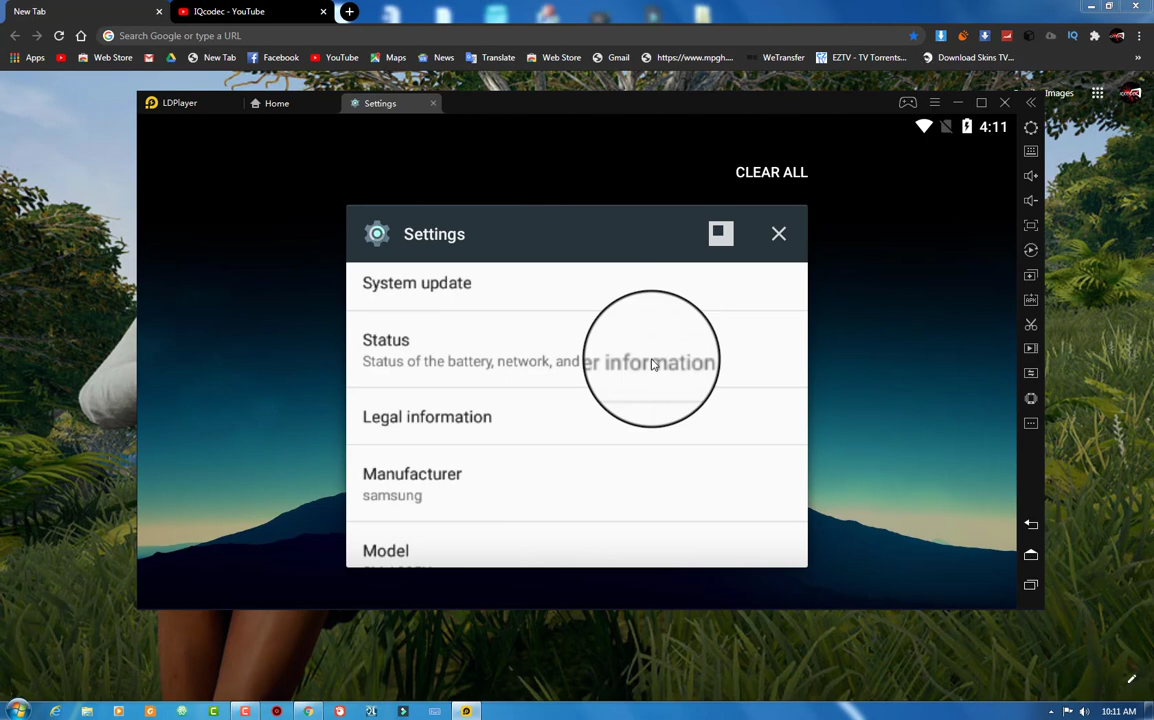 New Tab
IQcodec - YouTube
Search Google or type a URL
Apps
Web Store
New Tab
Facebook
YouTube
Maps
News
Translate
Web Store
Gmail
https://www.mpgh....
WeTransfer
EZTV - TV Torrents...
Download Skins TV...
»
Images
LDPlayer
Home
Settings
4:11
CLEAR ALL
Settings
System update
Status
Status of the battery, network, and er information
Legal information
Manufacturer
samsung
Model
10:11 AM